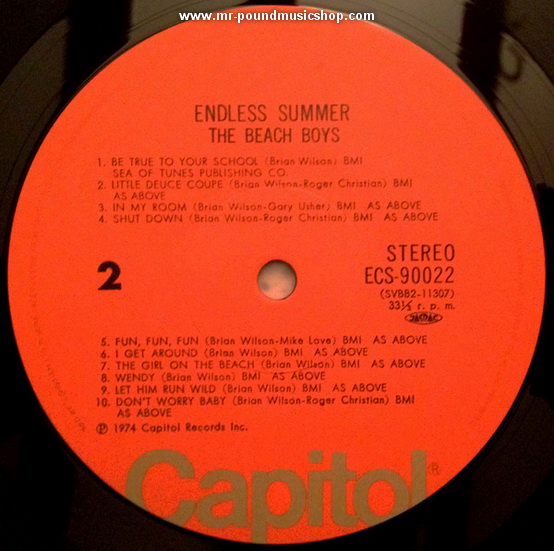 www.mr-poundmusicshop.com
ENDLESS SUMMER
THE BEACH BOYS
1. BE TRUE TO YOUR SCHOOL (Brian Wilson) BMI
SEA OF TUNES PUBLISHING CO.
2. LITTLE DEUCE COUPE (Brian Wilson-Roger Christian) BMI
AS ABOVE
3. IN MY ROOM (Brian Wilson-Gary Usher) BMI AS ABOVE
4. SHUT DOWN (Brian Wilson-Roger Christian) BMI AS ABOVE
2
STEREO
ECS-90022
(SVBB2-11307)
33⅓ r. p. m.
JASRAC
5. FUN, FUN, FUN (Brian Wilson-Mike Love) BMI AS ABOVE
6. I GET AROUND (Brian Wilson) BMI AS ABOVE
7. THE GIRL ON THE BEACH (Brian Wilson) BMI AS ABOVE
8. WENDY (Brian Wilson) BMI AS ABOVE
9. LET HIM RUN WILD (Brian Wilson) BMI AS ABOVE
10. DON'T WORRY BABY (Brian Wilson-Roger Christian) BMI
AS ABOVE
Ⓟ 1974 Capitol Records Inc.
Capitol®